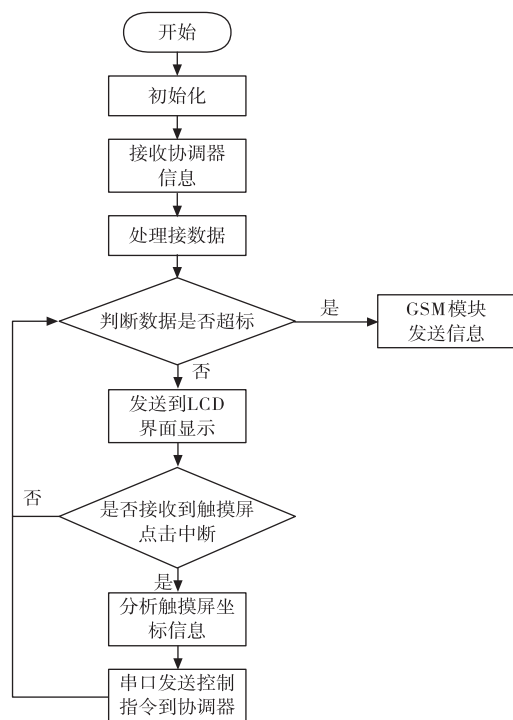 开始
初始化
接收协调器
信息
处理接数据
判断数据是否超标
是
GSM模块
发送信息
否
发送到LCD
界面显示
否
是否接收到触摸屏
点击中断
是
分析触摸屏坐
标信息
串口发送控制
指令到协调器